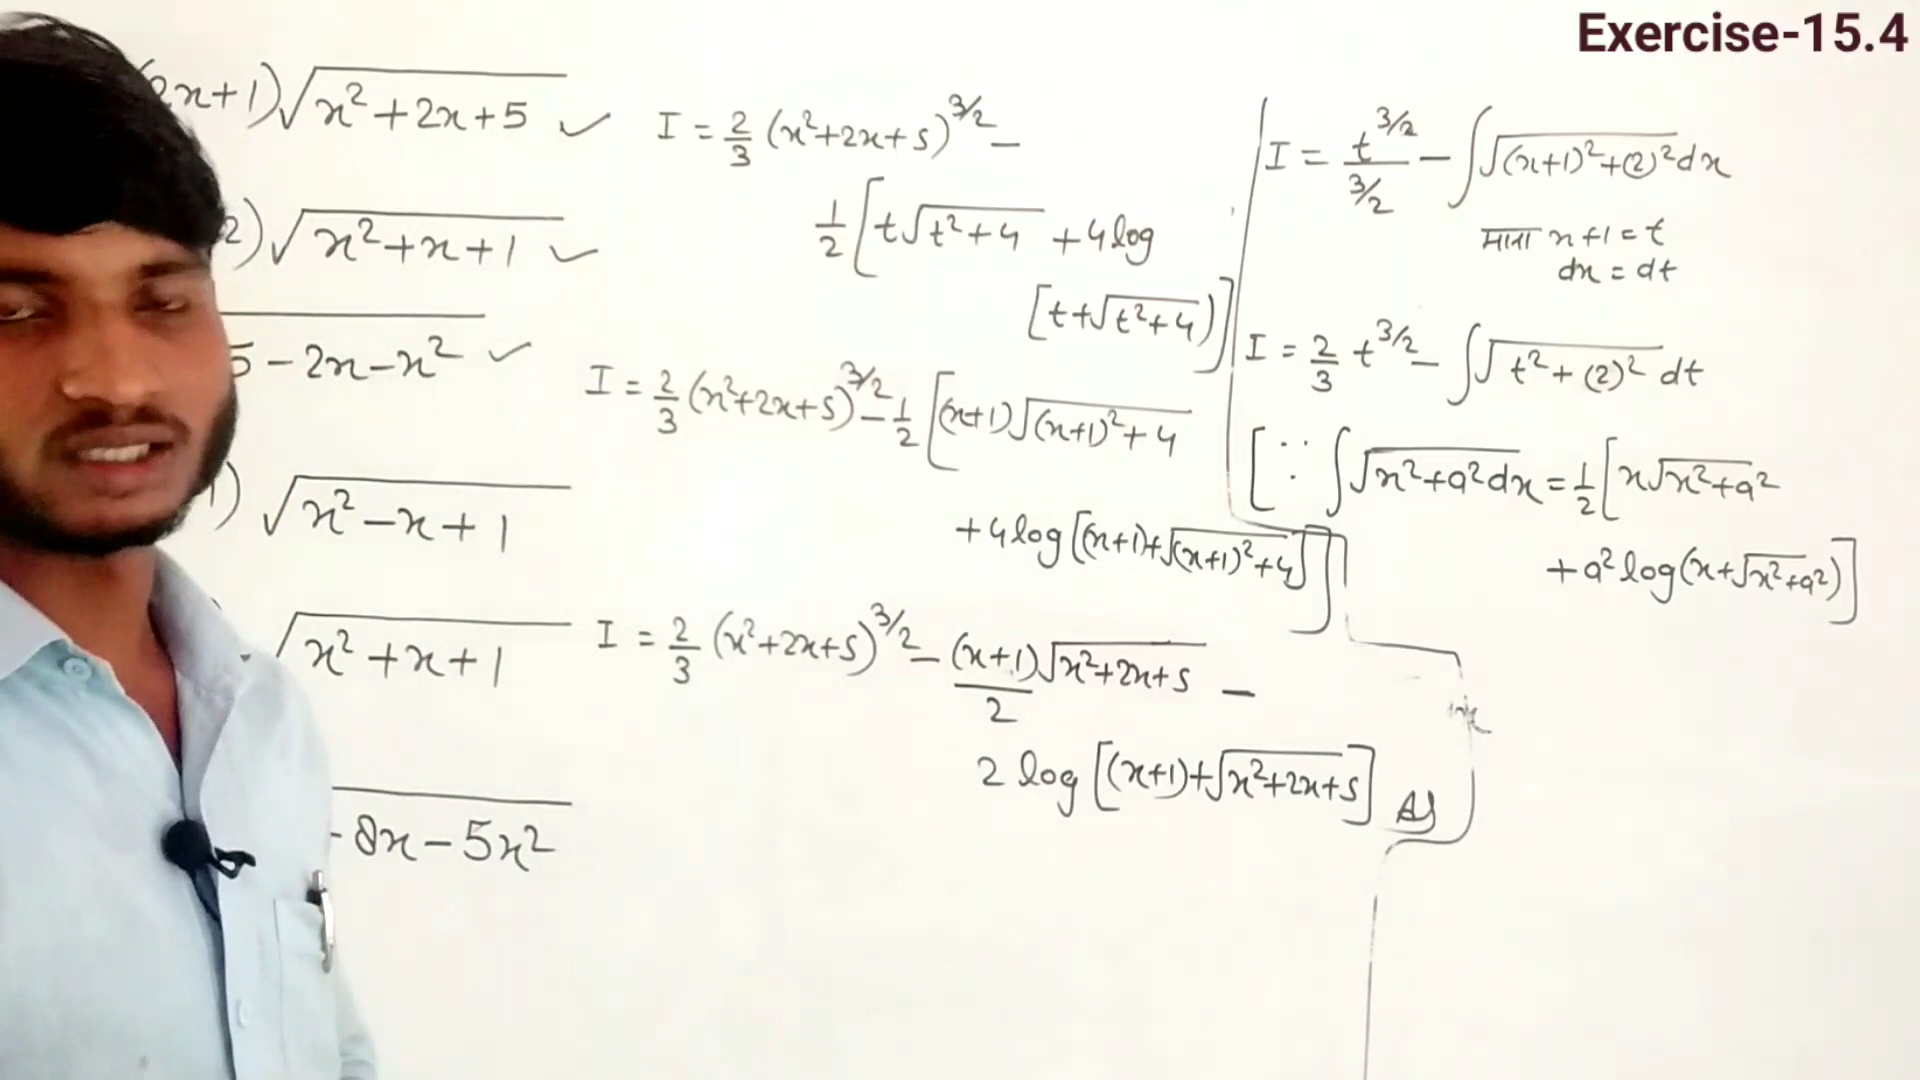 Exercise-15.4
2x+1)√x²+2x+5 ✓
2)√x²+x+1 ✓
5-2x-x² ✓
)√x²-x+1
√x²+x+1
-8x-5x²
I = 2/3 (x²+2x+5)^3/2 -
1/2 [t√t²+4 + 4log
[t+√t²+4)]
I = 2/3 (x²+2x+5)^3/2 - 1/2 [(x+1)√(x+1)²+4
+4log[(x+1)+√(x+1)²+4]]
I = 2/3 (x²+2x+5)^3/2 - (x+1)/2 √x²+2x+5 -
2 log [(x+1)+√x²+2x+5]
I = t^3/2 / 3/2 - ∫√(x+1)²+(2)² dx
माना x+1=t
dx = dt
I = 2/3 t^3/2 - ∫√t²+(2)² dt
[∵ ∫√x²+a² dx = 1/2 [x√x²+a²
+a² log(x+√x²+a²)]